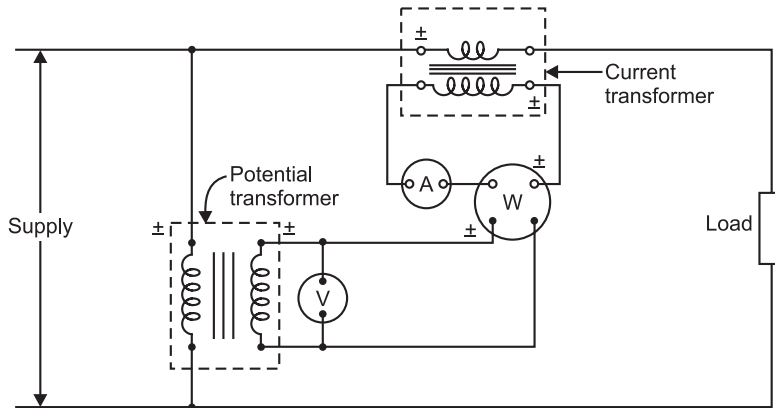 ±
Current
transformer
±
A
±
W
Potential
transformer
±
±
±
Supply
Load
V